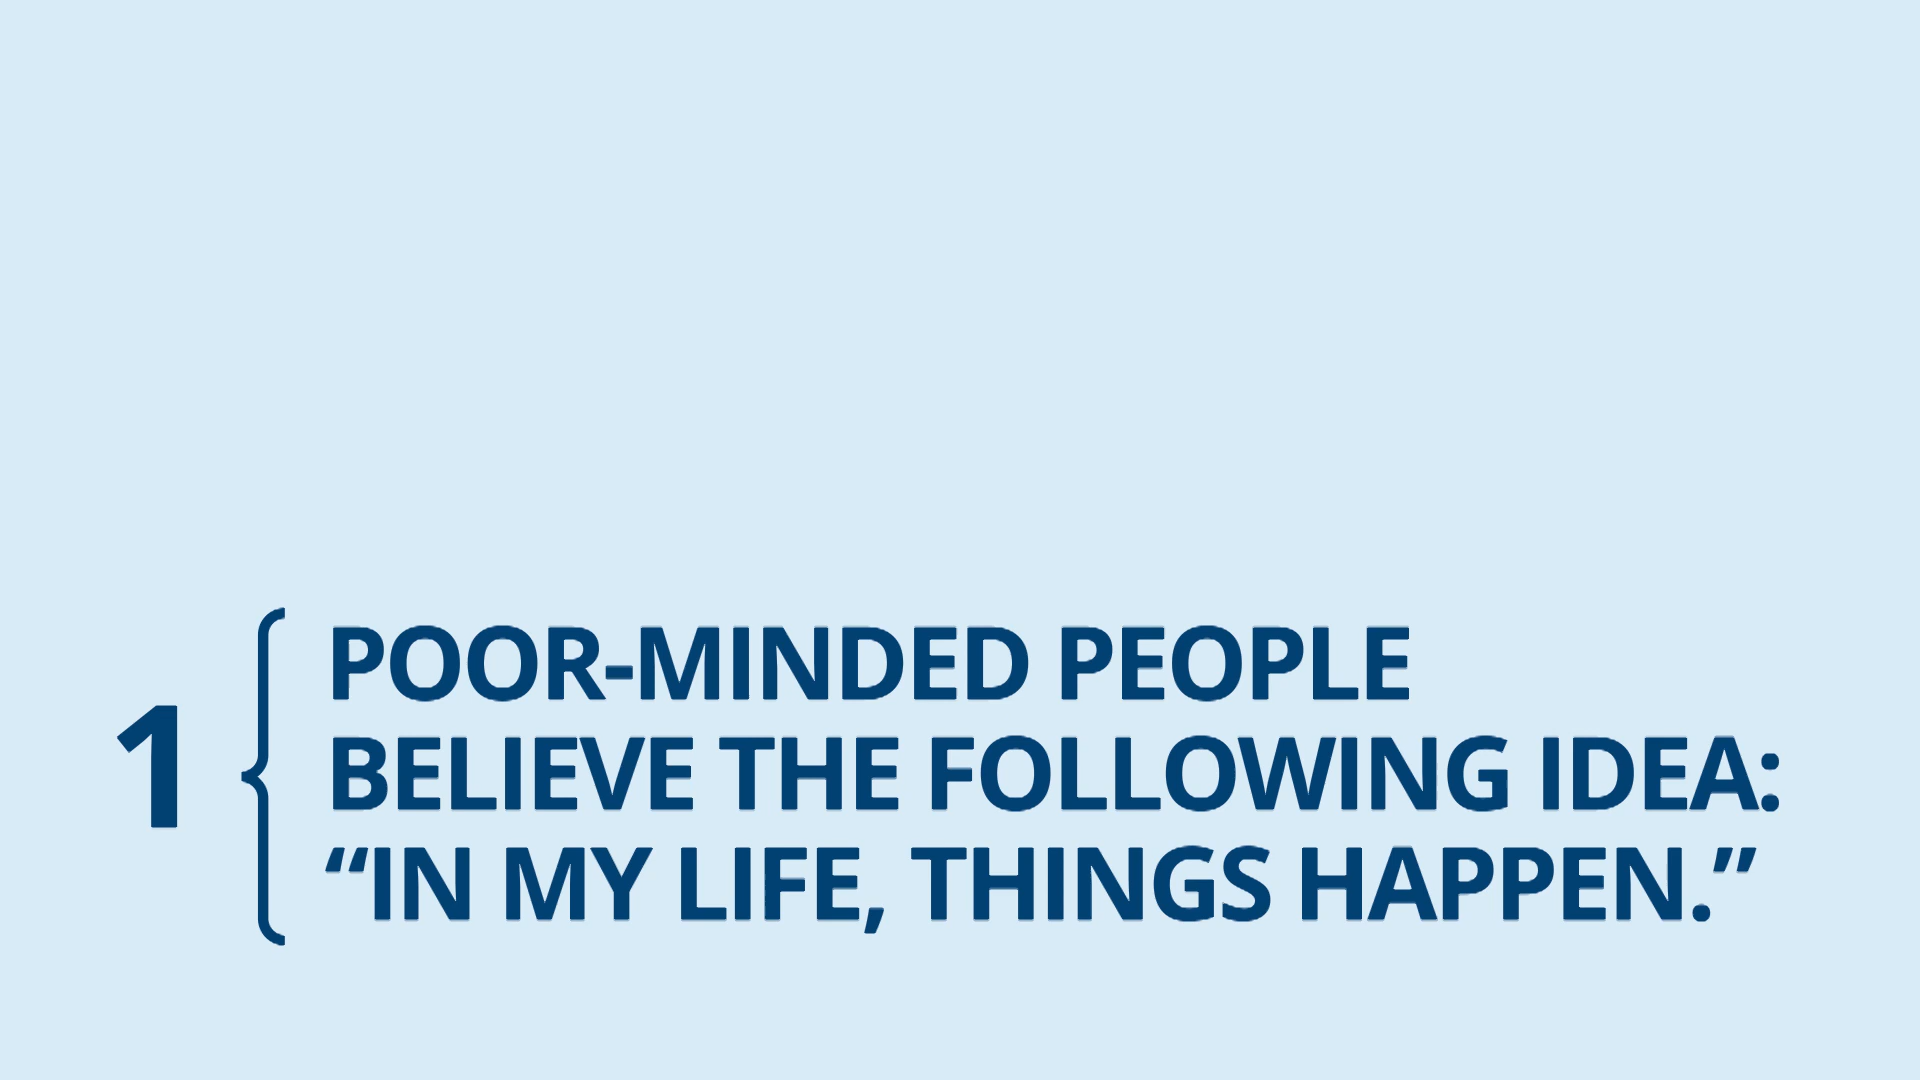 1
POOR-MINDED PEOPLE
BELIEVE THE FOLLOWING IDEA:
“IN MY LIFE, THINGS HAPPEN.”